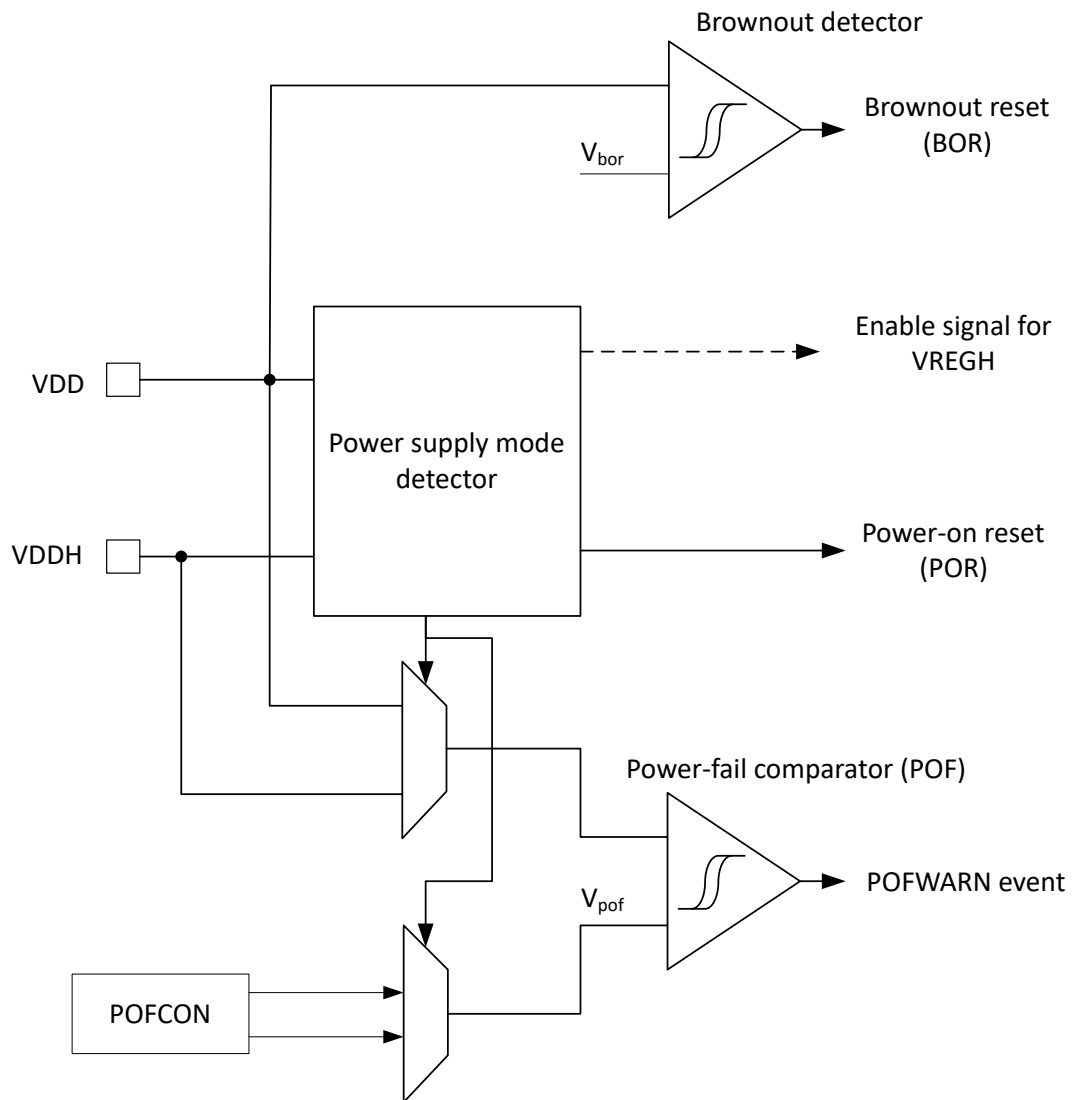 Brownout detector
Brownout reset
(BOR)
Vbor
Enable signal for
VREGH
VDD
Power supply mode
detector
VDDH
Power-on reset
(POR)
Power-fail comparator (POF)
POFWARN event
Vpof
POFCON